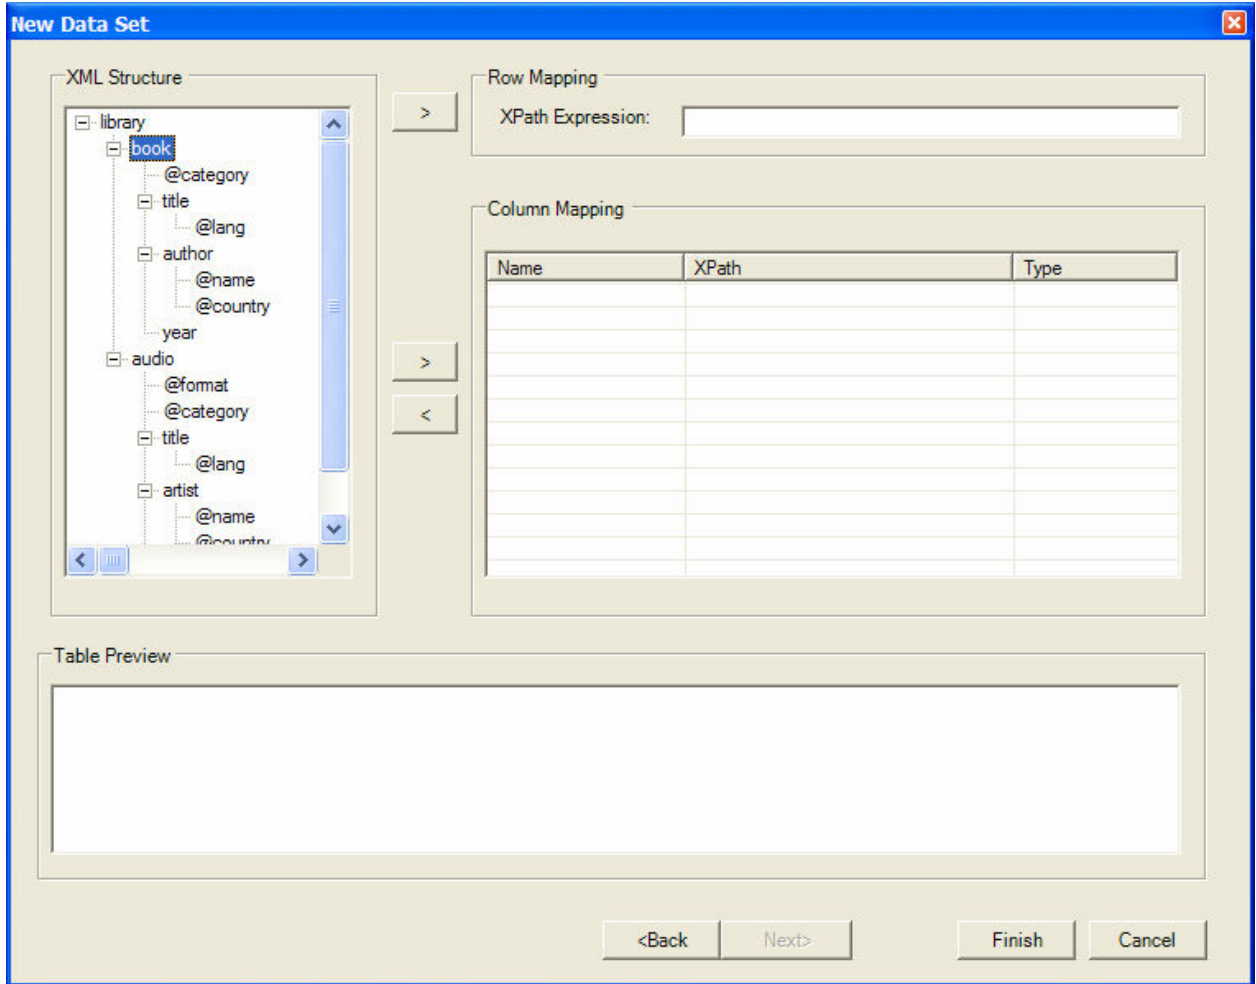 New Data Set
XML Structure
library
book
@category
title
@lang
author
@name
@country
year
audio
@format
@category
title
@lang
artist
@name
@country
>
Row Mapping
XPath Expression:
Column Mapping
Name XPath Type
>
<
Table Preview
<Back Next> Finish Cancel